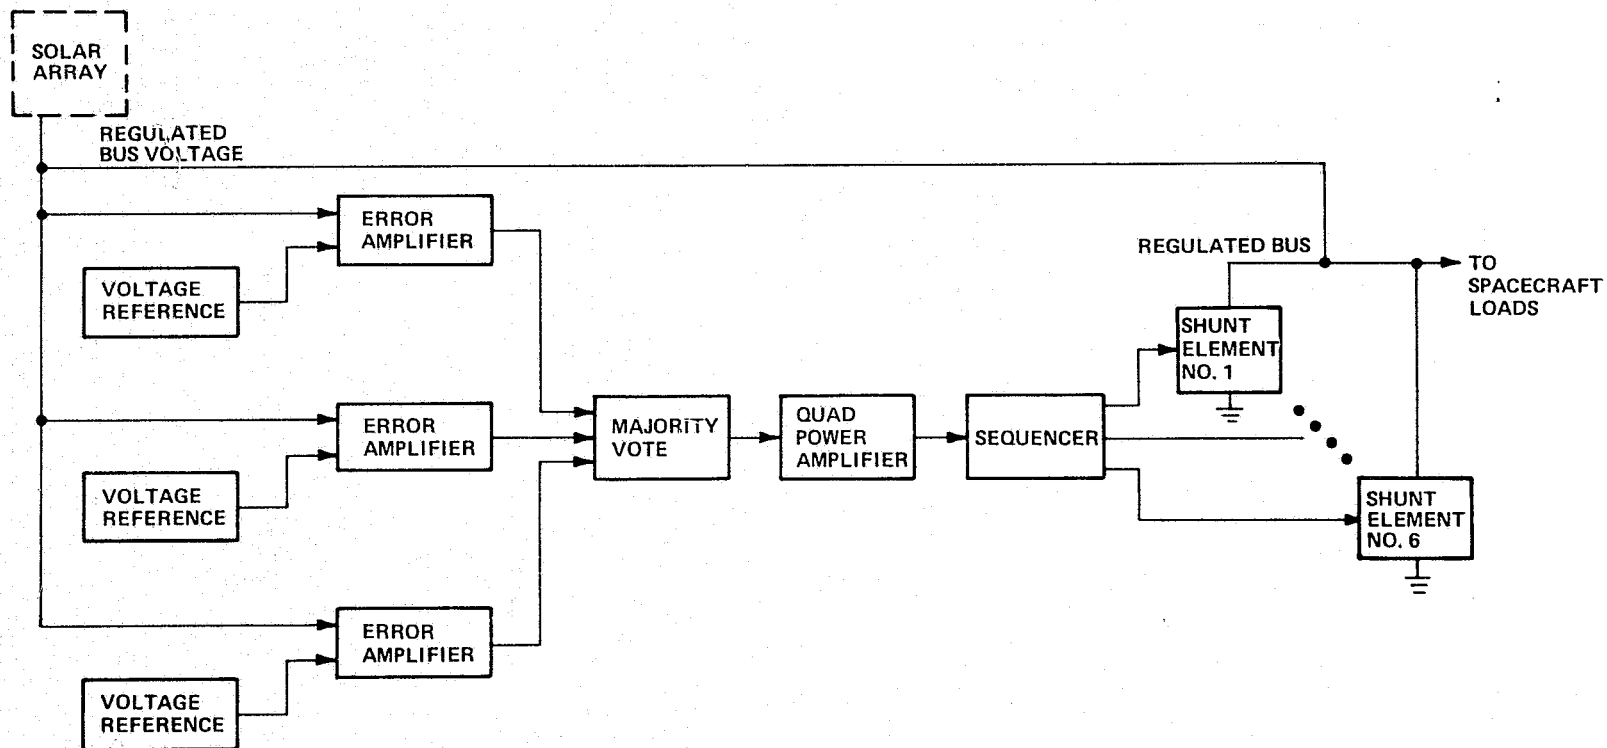 SOLAR
ARRAY
REGULATED
BUS VOLTAGE
ERROR
AMPLIFIER
VOLTAGE
REFERENCE
REGULATED BUS
TO
SPACECRAFT
LOADS
SHUNT
ELEMENT
NO. 1
ERROR
AMPLIFIER
MAJORITY
VOTE
QUAD
POWER
AMPLIFIER
SEQUENCER
VOLTAGE
REFERENCE
SHUNT
ELEMENT
NO. 6
ERROR
AMPLIFIER
VOLTAGE
REFERENCE